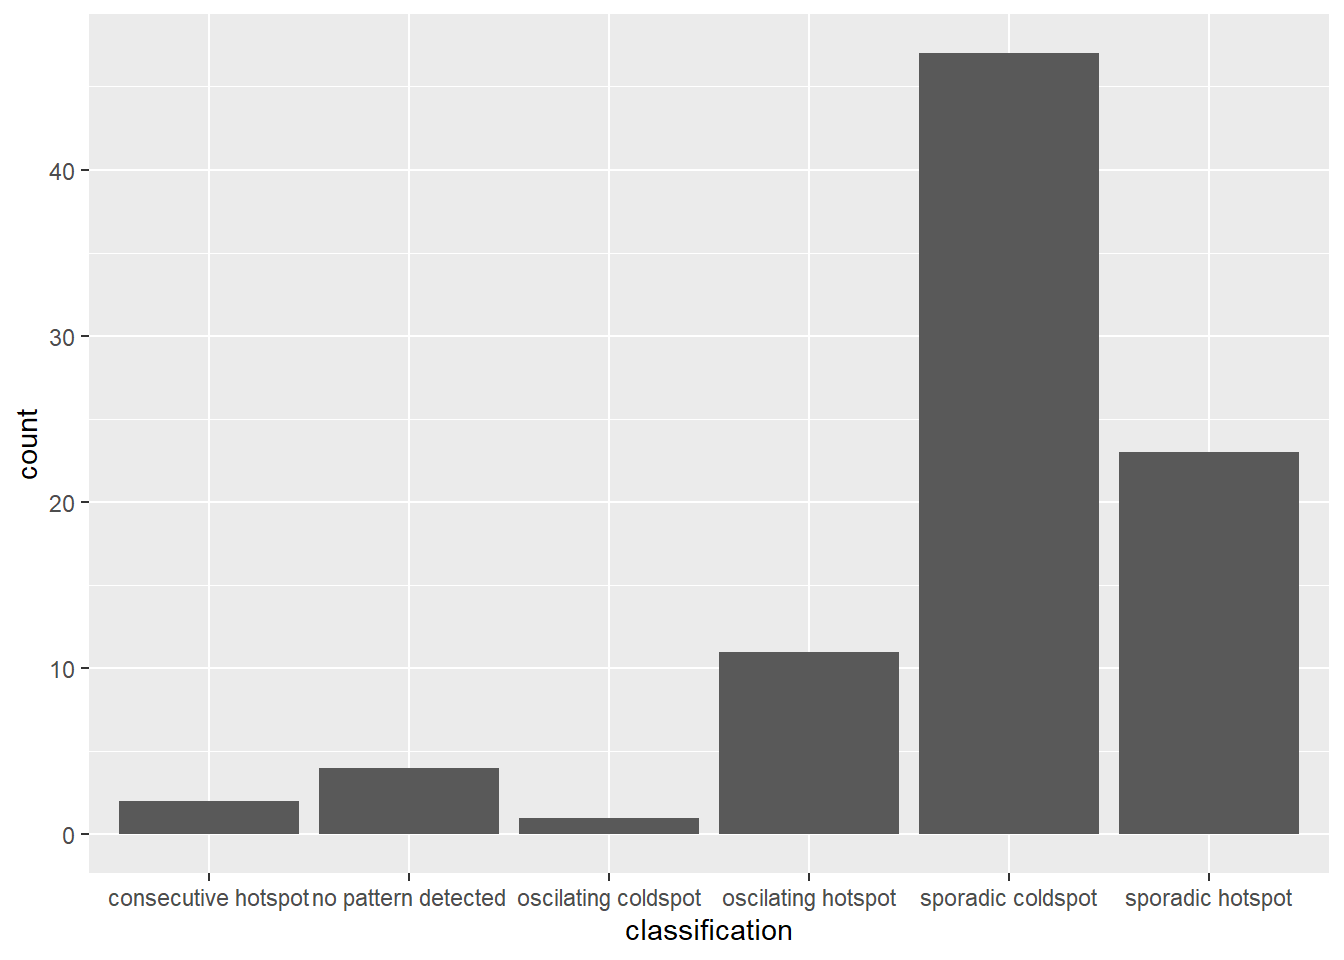 40
30
20
10
0
count
consecutive hotspot no pattern detected oscilating coldspot oscilating hotspot sporadic coldspot sporadic hotspot
classification